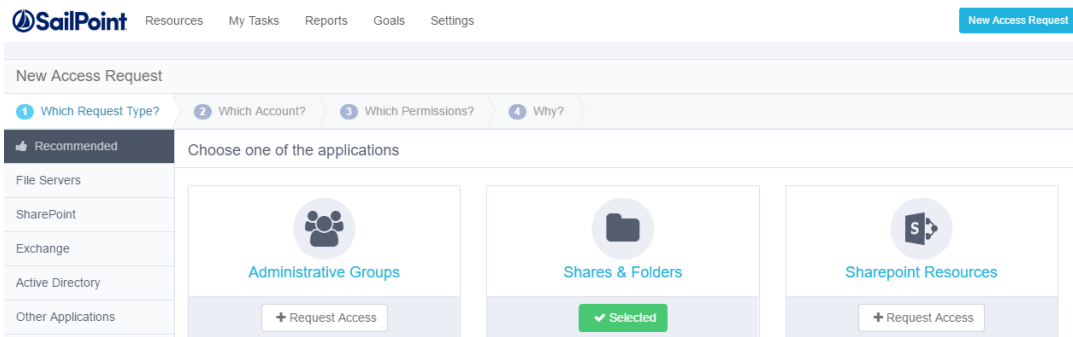 SailPoint Resources My Tasks Reports Goals Settings New Access Request
New Access Request
1 Which Request Type? 2 Which Account? 3 Which Permissions? 4 Why?
Recommended
File Servers
SharePoint
Exchange
Active Directory
Other Applications
Choose one of the applications
Administrative Groups
Request Access
Shares & Folders
Selected
S
Sharepoint Resources
Request Access